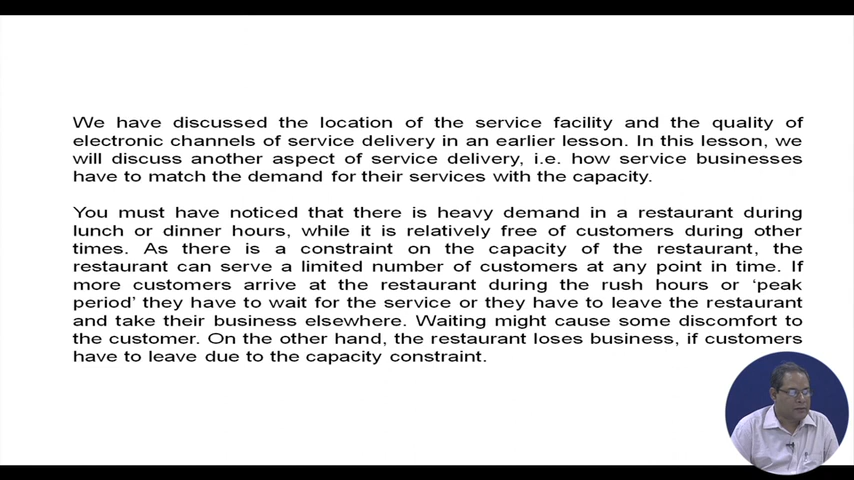 We have discussed the location of the service facility and the quality of
electronic channels of service delivery in an earlier lesson. In this lesson, we
will discuss another aspect of service delivery, i.e. how service businesses
have to match the demand for their services with the capacity.
You must have noticed that there is heavy demand in a restaurant during
lunch or dinner hours, while it is relatively free of customers during other
times. As there is a constraint on the capacity of the restaurant, the
restaurant can serve a limited number of customers at any point in time. If
more customers arrive at the restaurant during the rush hours or ‘peak
period’ they have to wait for the service or they have to leave the restaurant
and take their business elsewhere. Waiting might cause some discomfort to
the customer. On the other hand, the restaurant loses business, if customers
have to leave due to the capacity constraint.